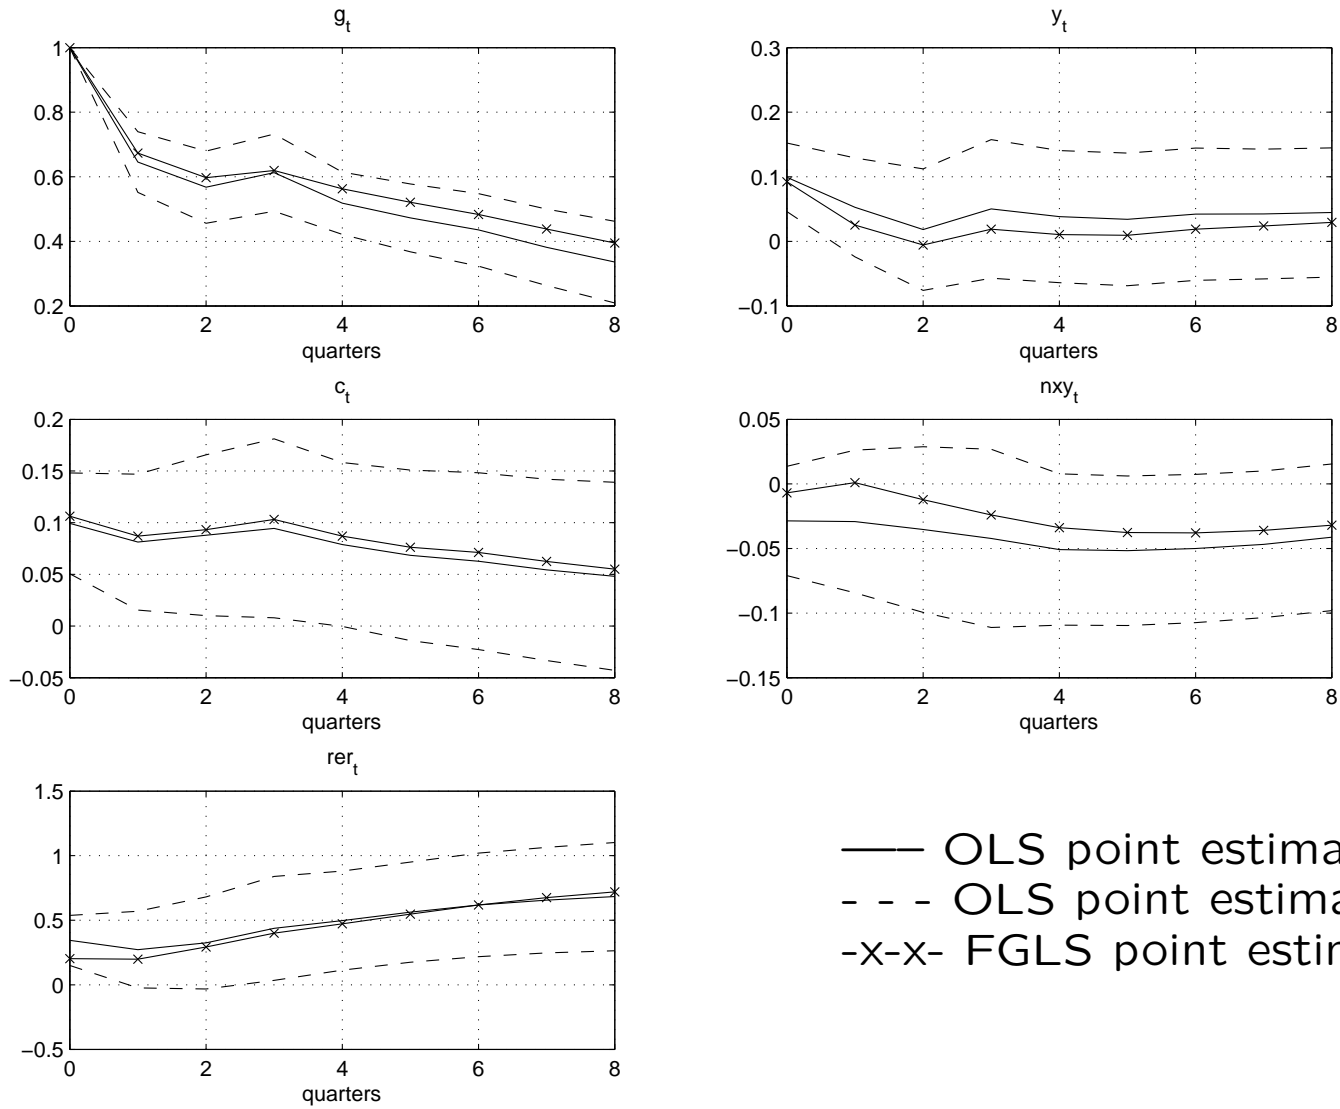 g_t
1
0.8
0.6
0.4
0.2
0 2 4 6 8
quarters
y_t
0.3
0.2
0.1
0
−0.1
0 2 4 6 8
quarters
c_t
0.2
0.15
0.1
0.05
0
−0.05
0 2 4 6 8
quarters
nxy_t
0.05
0
−0.05
−0.1
−0.15
0 2 4 6 8
quarters
rer_t
1.5
1
0.5
0
−0.5
0 2 4 6 8
quarters
—— OLS point estima
- - - OLS point estima
-x-x- FGLS point estim